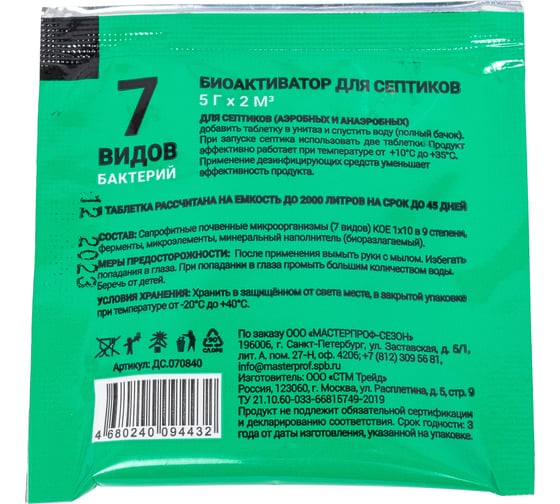 7
ВИДОВ
БАКТЕРИЙ
БИОАКТИВАТОР ДЛЯ СЕПТИКОВ
5 Г х 2 М³
ДЛЯ СЕПТИКОВ (АЭРОБНЫХ И АНАЭРОБНЫХ)
добавить таблетку в унитаз и спустить воду (полный бачок).
При запуске септика использовать две таблетки. Продукт
эффективно работает при температуре от +10°С до +35°С.
Применение дезинфицирующих средств уменьшает
эффективность продукта.
12 2023
ТАБЛЕТКА РАССЧИТАНА НА ЕМКОСТЬ ДО 2000 ЛИТРОВ НА СРОК ДО 45 ДНЕЙ
СОСТАВ: Сапрофитные почвенные микроорганизмы (7 видов) КОЕ 1х10 в 9 степени,
ферменты, микроэлементы, минеральный наполнитель (биоразлагаемый).
МЕРЫ ПРЕДОСТОРОЖНОСТИ: После применения вымыть руки с мылом. Избегать
попадания в глаза. При попадании в глаза промыть большим количеством воды.
Беречь от детей.
УСЛОВИЯ ХРАНЕНИЯ: Хранить в защищённом от света месте, в закрытой упаковке
при температуре от -20°С до +40°С.
По заказу ООО «МАСТЕРПРОФ-СЕЗОН»
196006, г. Санкт-Петербург, ул. Заставская, д. 5/1,
лит. А, пом. 27-Н, оф. 4206; +7 (812) 309 56 81,
info@masterprof.spb.ru
Изготовитель: ООО «СТМ Трейд»
Россия, 123060, г. Москва, ул. Расплетина, д. 5, стр. 9
ТУ 21.10.60-033-66815749-2019
Продукт не подлежит обязательной сертификации
и декларированию соответствия. Срок годности: 3
года от даты изготовления, указанной на упаковке.
Артикул: ДС.070840
4 680240 094432